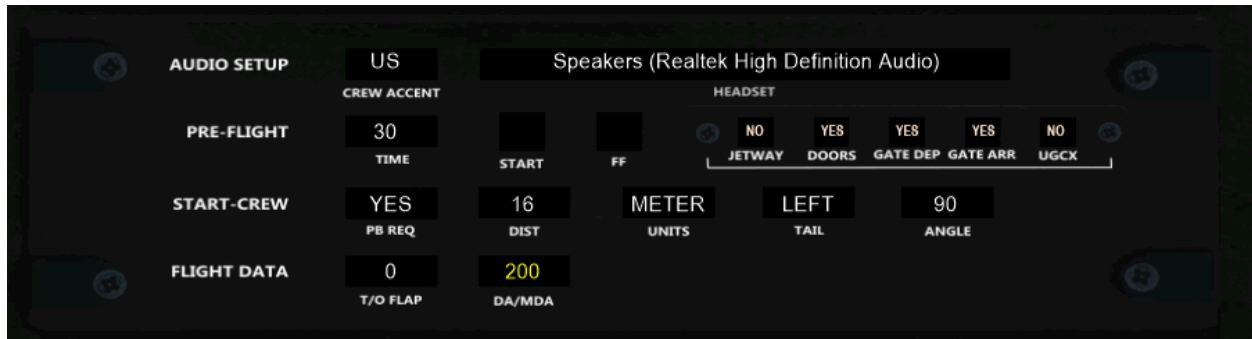 AUDIO SETUP US Speakers (Realtek High Definition Audio)
CREW ACCENT HEADSET
PRE-FLIGHT 30 NO YES YES YES NO
TIME START FF JETWAY DOORS GATE DEP GATE ARR UGCX
START-CREW YES 16 METER LEFT 90
PB REQ DIST UNITS TAIL ANGLE
FLIGHT DATA 0 200
T/O FLAP DA/MDA